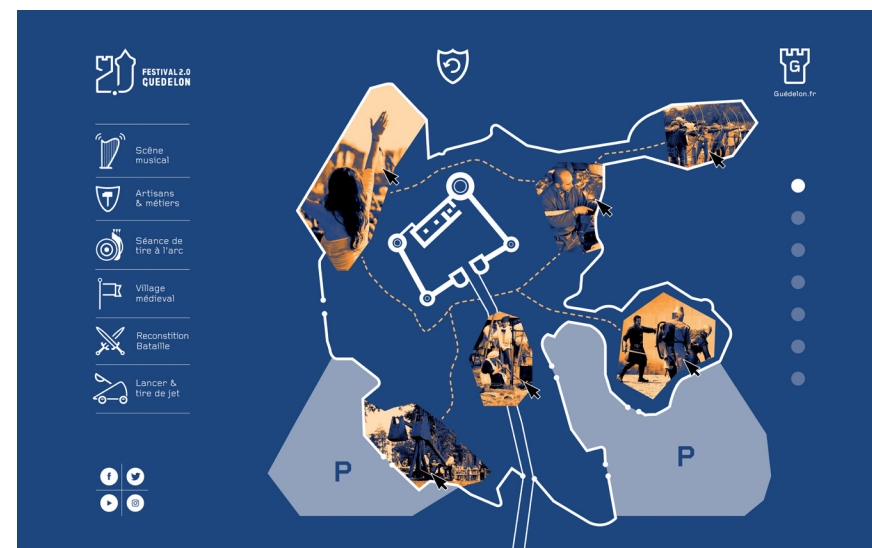 FESTIVAL 2.0
GUEDELON
G
Guédelon.fr
Scène
musical
Artisans
& métiers
Séance de
tire à l'arc
Village
médiéval
Reconstition
Bataille
Lancer &
tire de jet
P
P